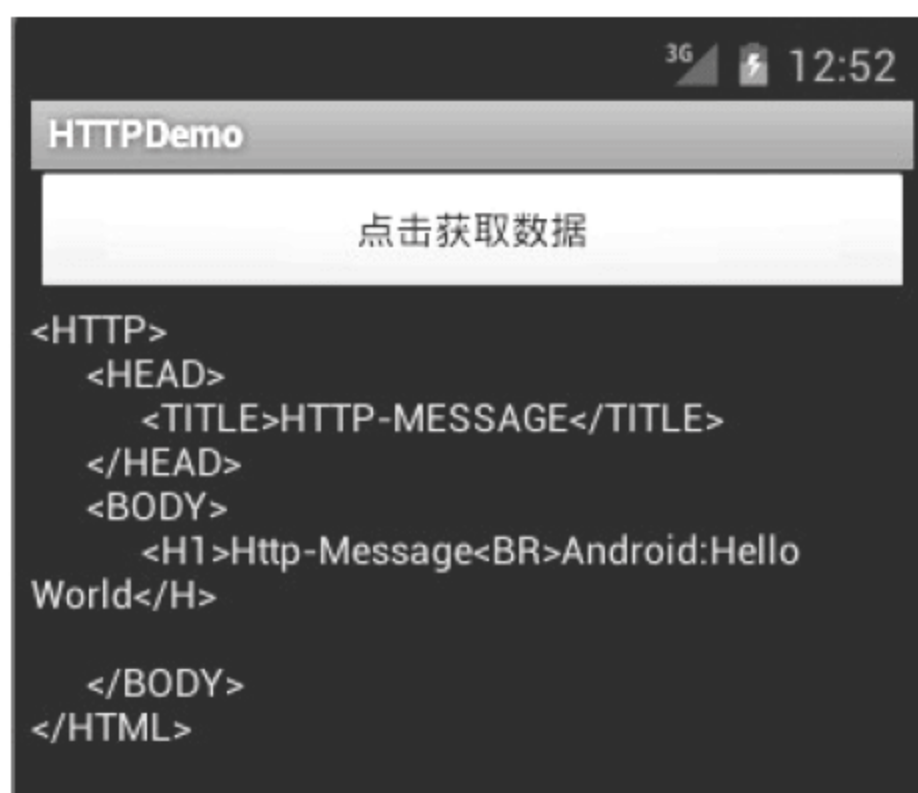 3G 12:52
HTTPDemo
点击获取数据
<HTTP>
<HEAD>
<TITLE>HTTP-MESSAGE</TITLE>
</HEAD>
<BODY>
<H1>Http-Message<BR>Android:Hello
World</H>
</BODY>
</HTML>